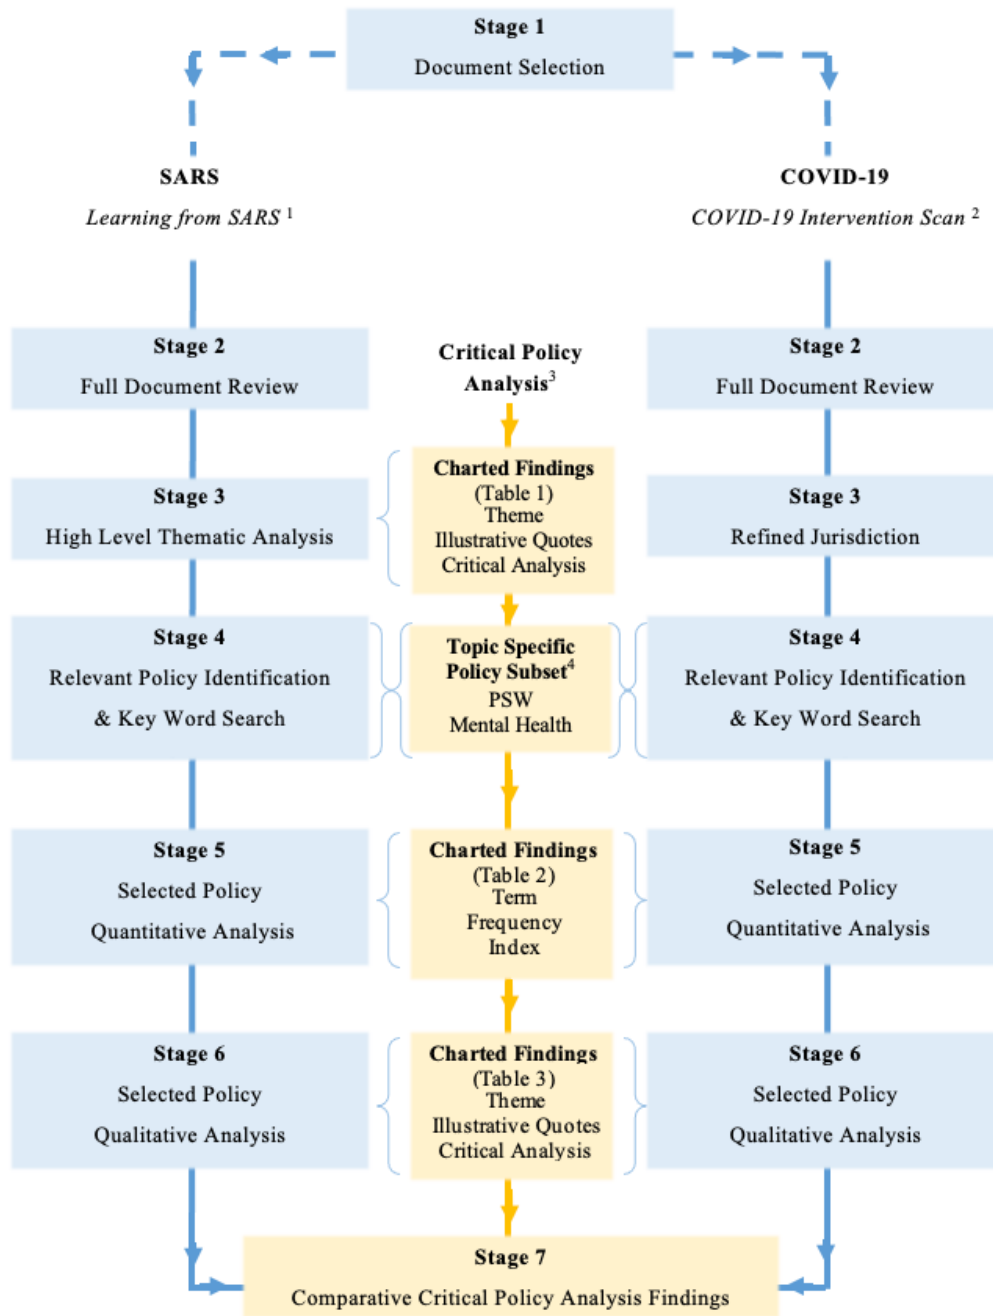 Stage 1
Document Selection
SARS
Learning from SARS 1
COVID-19
COVID-19 Intervention Scan 2
Stage 2
Full Document Review
Critical Policy
Analysis3
Stage 2
Full Document Review
Stage 3
High Level Thematic Analysis
Charted Findings
(Table 1)
Theme
Illustrative Quotes
Critical Analysis
Stage 3
Refined Jurisdiction
Stage 4
Relevant Policy Identification
& Key Word Search
Topic Specific
Policy Subset4
PSW
Mental Health
Stage 4
Relevant Policy Identification
& Key Word Search
Stage 5
Selected Policy
Quantitative Analysis
Charted Findings
(Table 2)
Term
Frequency
Index
Stage 5
Selected Policy
Quantitative Analysis
Stage 6
Selected Policy
Qualitative Analysis
Charted Findings
(Table 3)
Theme
Illustrative Quotes
Critical Analysis
Stage 6
Selected Policy
Qualitative Analysis
Stage 7
Comparative Critical Policy Analysis Findings